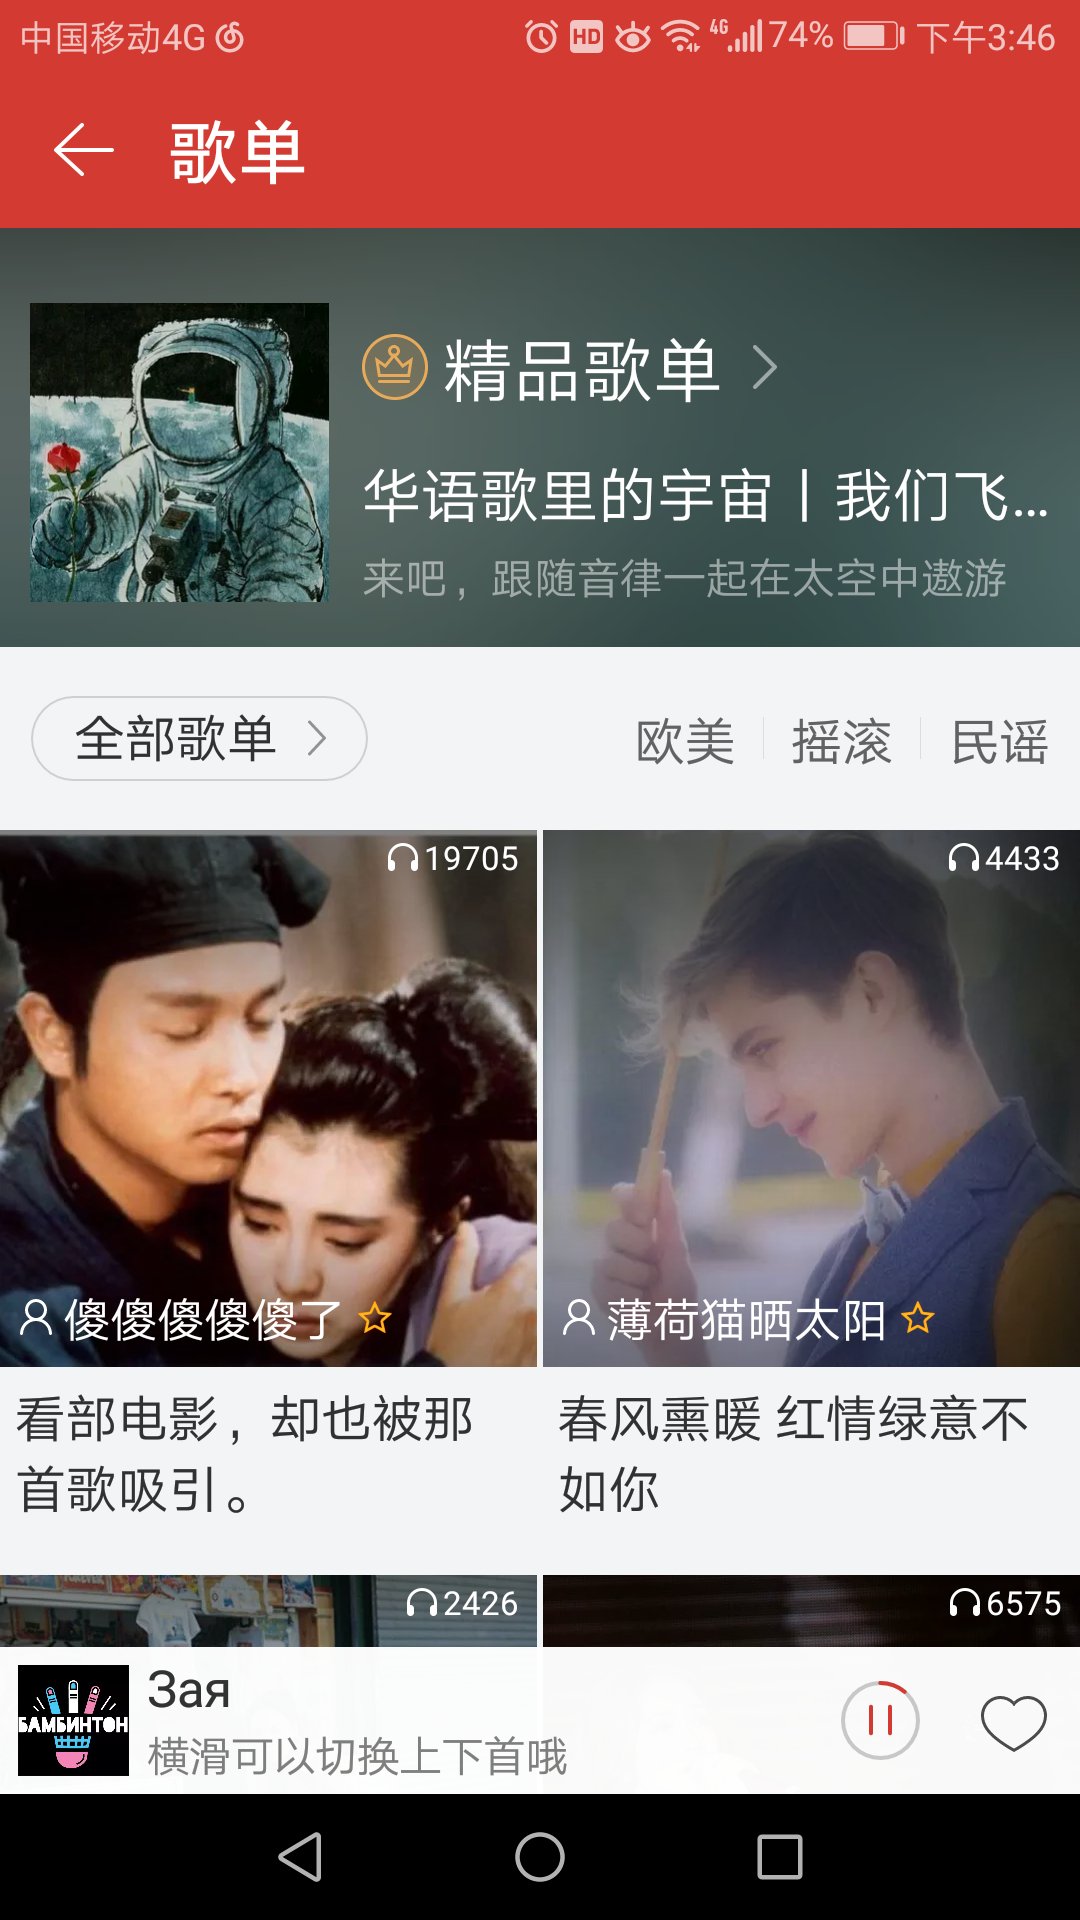 中国移动4G HD 4G 74% 下午3:46
歌单
精品歌单
华语歌里的宇宙丨我们飞...
来吧，跟随音律一起在太空中遨游
全部歌单 欧美 摇滚 民谣
19705
傻傻傻傻傻了
看部电影，却也被那
首歌吸引。
4433
薄荷猫晒太阳
春风熏暖 红情绿意不
如你
2426
6575
БАМБИНТОН
Зая
横滑可以切换上下首哦